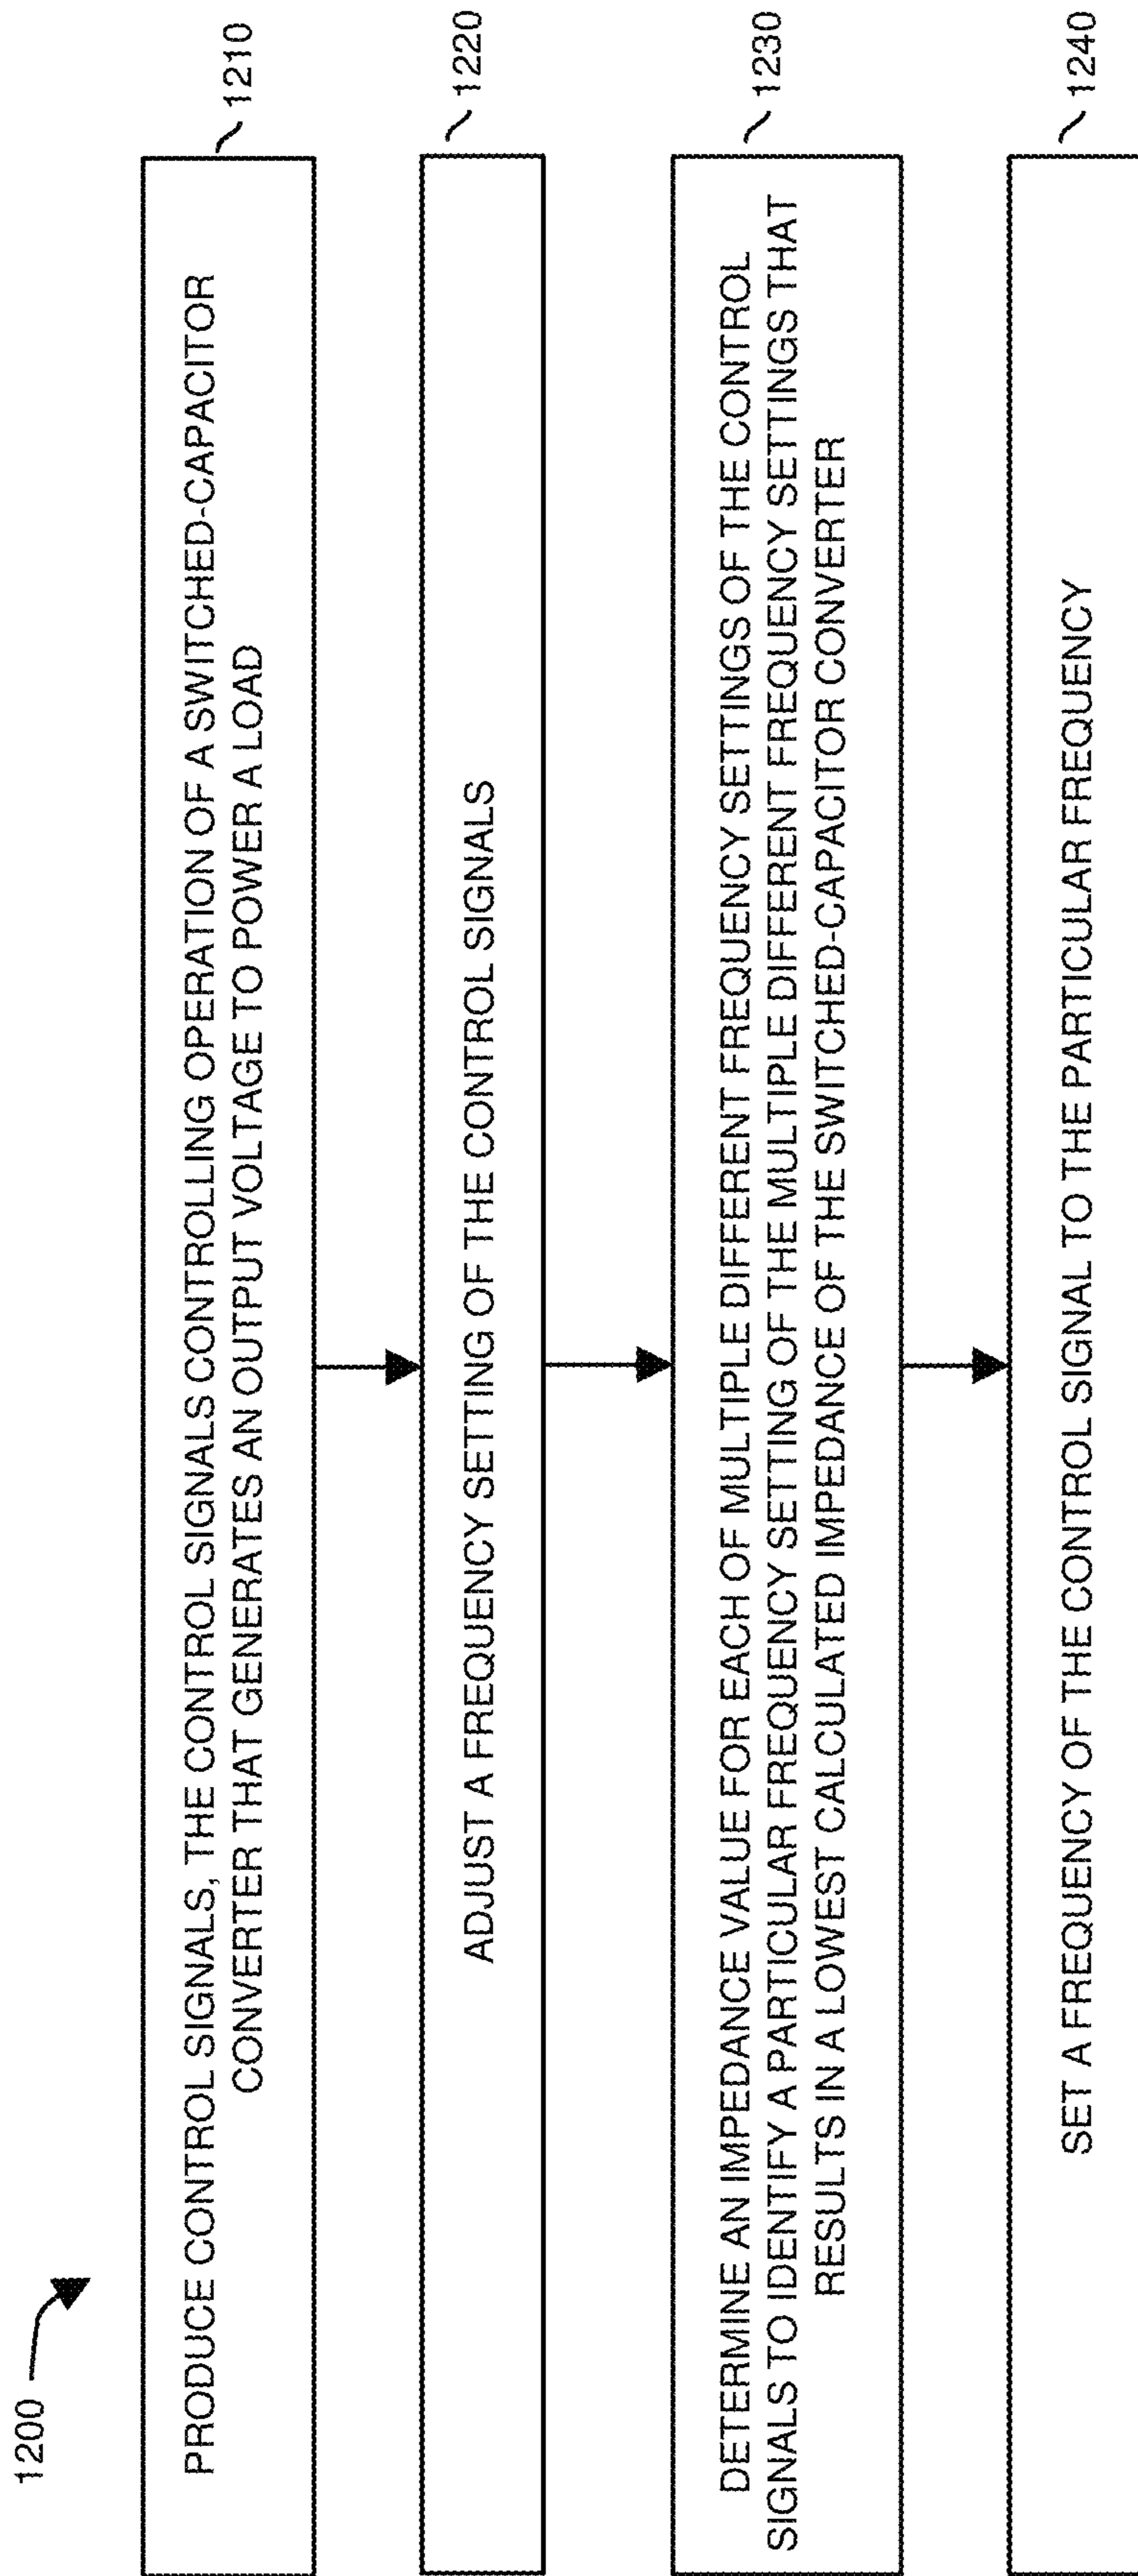 1200
PRODUCE CONTROL SIGNALS, THE CONTROL SIGNALS CONTROLLING OPERATION OF A SWITCHED-CAPACITOR
CONVERTER THAT GENERATES AN OUTPUT VOLTAGE TO POWER A LOAD
1210
ADJUST A FREQUENCY SETTING OF THE CONTROL SIGNALS
1220
DETERMINE AN IMPEDANCE VALUE FOR EACH OF MULTIPLE DIFFERENT FREQUENCY SETTINGS OF THE CONTROL
SIGNALS TO IDENTIFY A PARTICULAR FREQUENCY SETTING OF THE MULTIPLE DIFFERENT FREQUENCY SETTINGS THAT
RESULTS IN A LOWEST CALCULATED IMPEDANCE OF THE SWITCHED-CAPACITOR CONVERTER
1230
SET A FREQUENCY OF THE CONTROL SIGNAL TO THE PARTICULAR FREQUENCY
1240